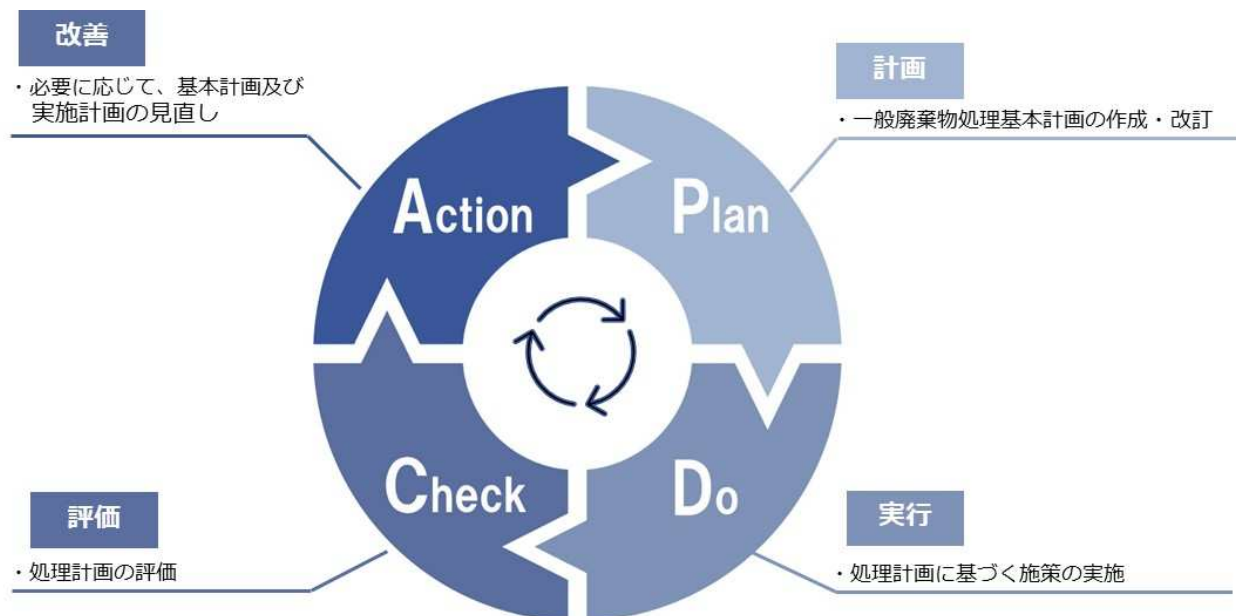 改善
・必要に応じて、基本計画及び
実施計画の見直し
計画
・一般廃棄物処理基本計画の作成・改訂
Action
Plan
Check
Do
評価
・処理計画の評価
実行
・処理計画に基づく施策の実施